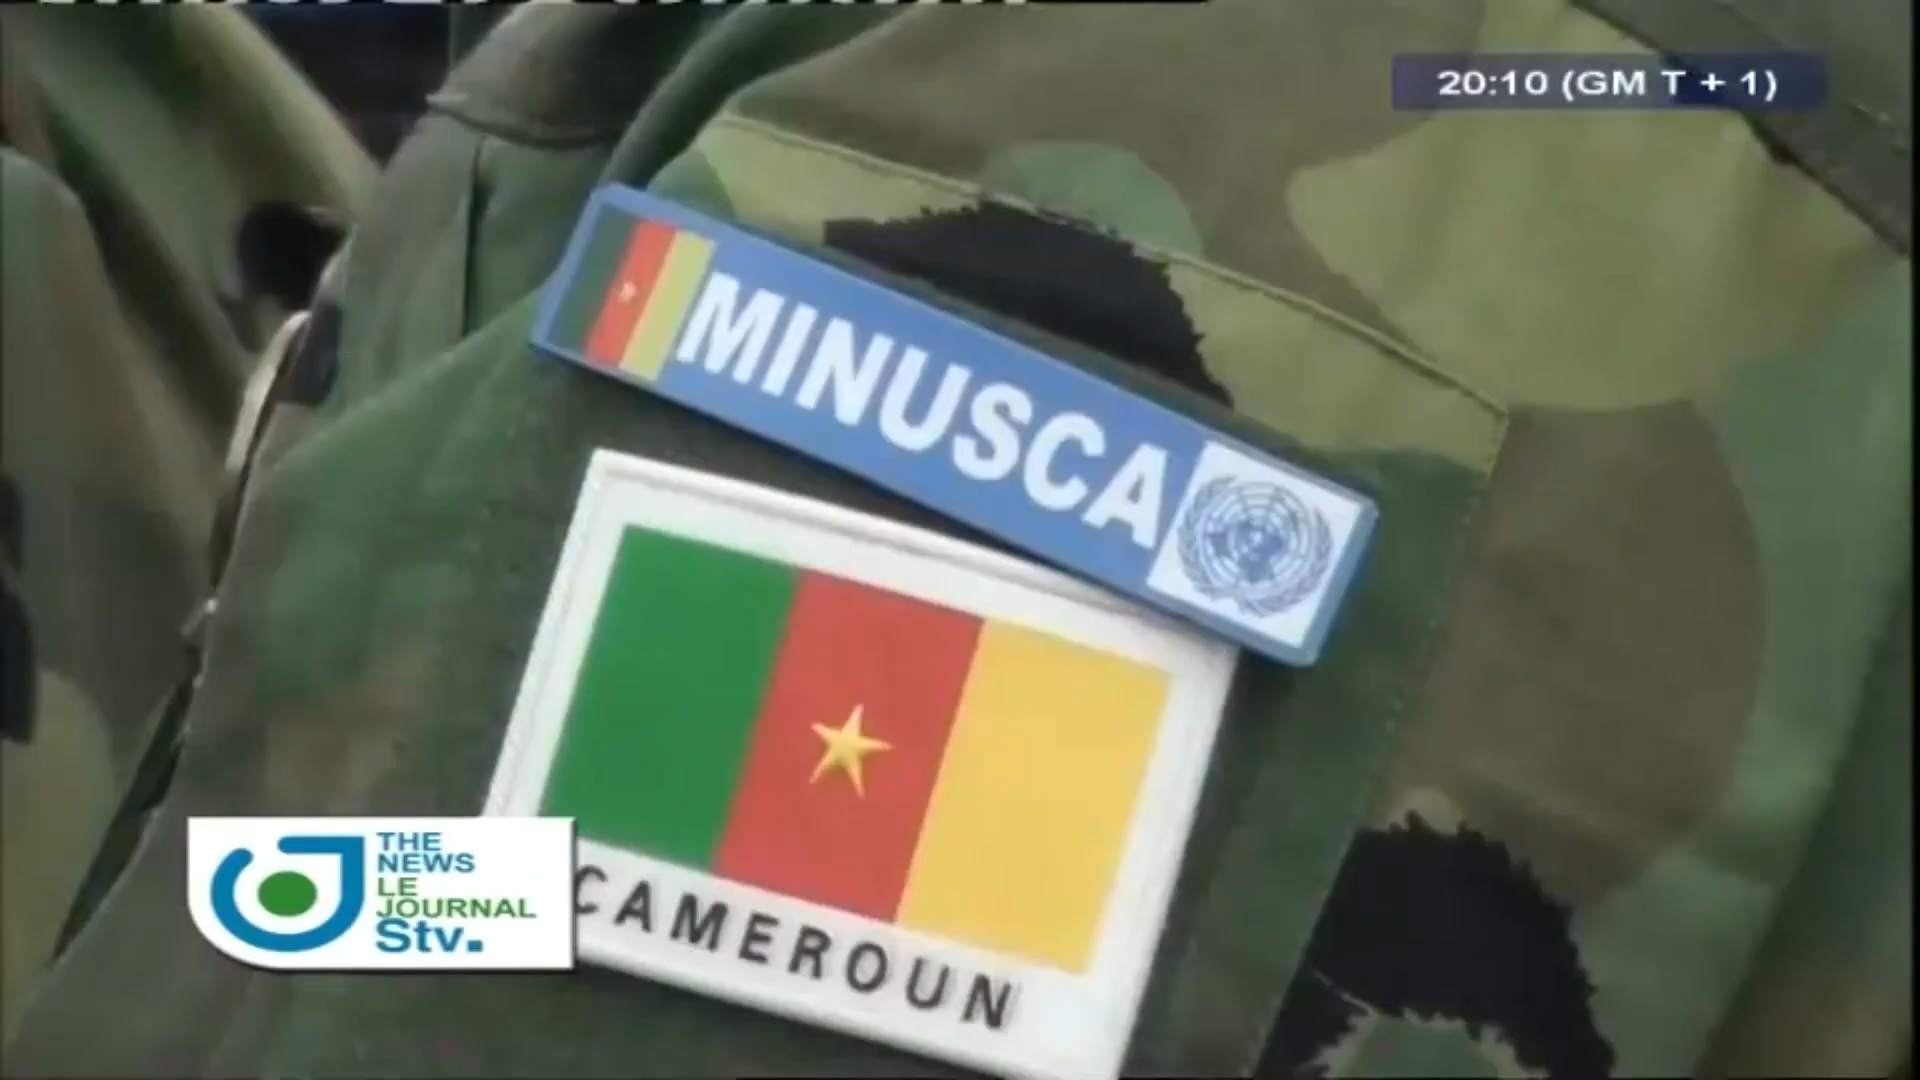 20:10 (GM T + 1)
MINUSCA
CAMEROUN
THE
NEWS
LE
JOURNAL
Stv.